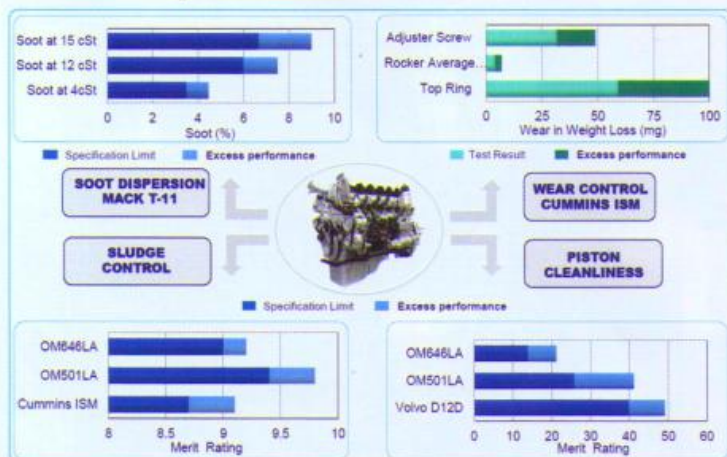 Soot at 15 cSt
Soot at 12 cSt
Soot at 4cSt
0 2 4 6 8 10
Soot (%)
Specification Limit Excess performance
Adjuster Screw
Rocker Average...
Top Ring
0 25 50 75 100
Wear in Weight Loss (mg)
Test Result Excess performance
SOOT DISPERSION
MACK T-11
WEAR CONTROL
CUMMINS ISM
SLUDGE
CONTROL
PISTON
CLEANLINESS
Specification Limit Excess performance
OM646LA
OM501LA
Cummins ISM
8 8.5 9 9.5 10
Merit Rating
OM646LA
OM501LA
Volvo D12D
0 10 20 30 40 50 60
Merit Rating